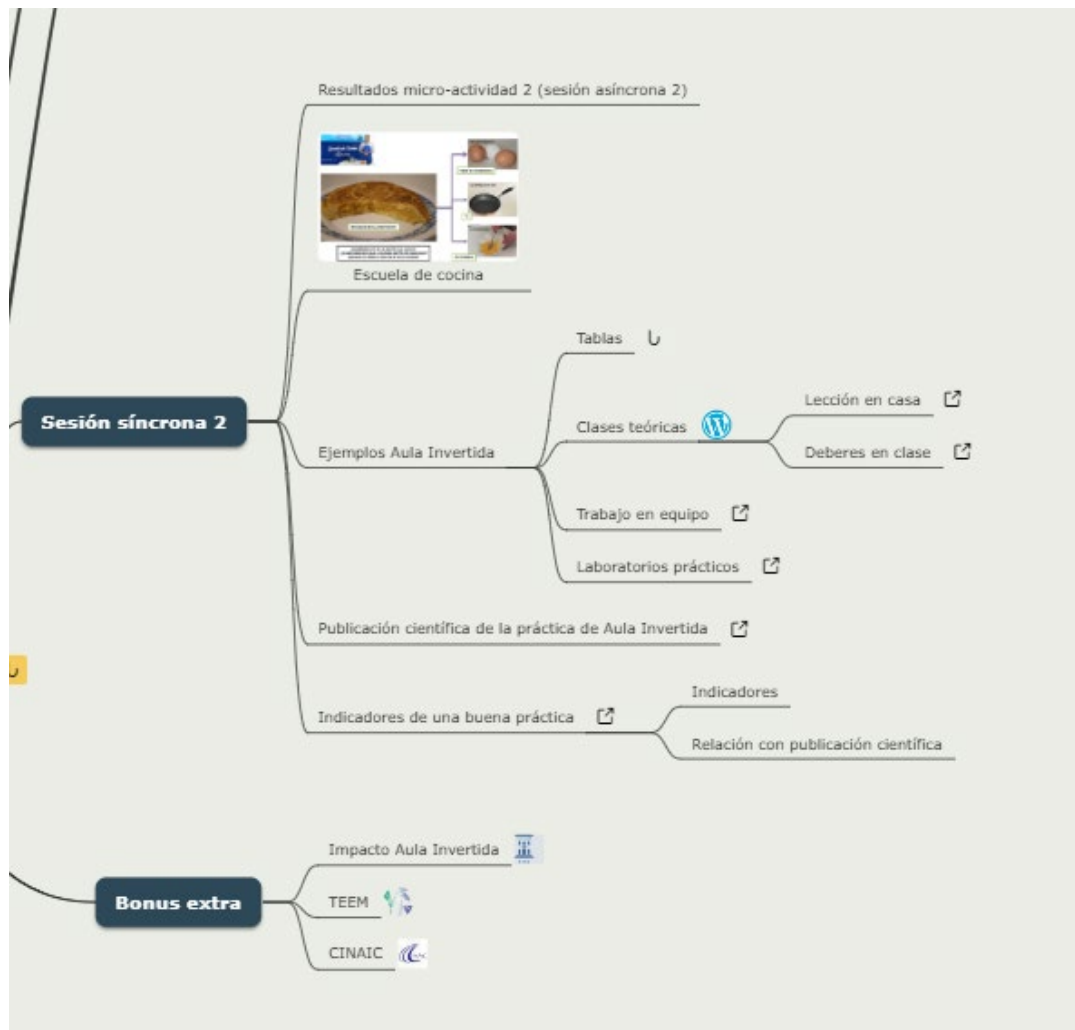 Resultados micro-actividad 2 (sesión asíncrona 2)
Escuela de cocina
Tablas
Lección en casa
Clases teóricas
Sesión síncrona 2
Deberes en clase
Ejemplos Aula Invertida
Trabajo en equipo
Laboratorios prácticos
Publicación científica de la práctica de Aula Invertida
Indicadores
Indicadores de una buena práctica
Relación con publicación científica
Impacto Aula Invertida
Bonus extra
TEEM
CINAIC